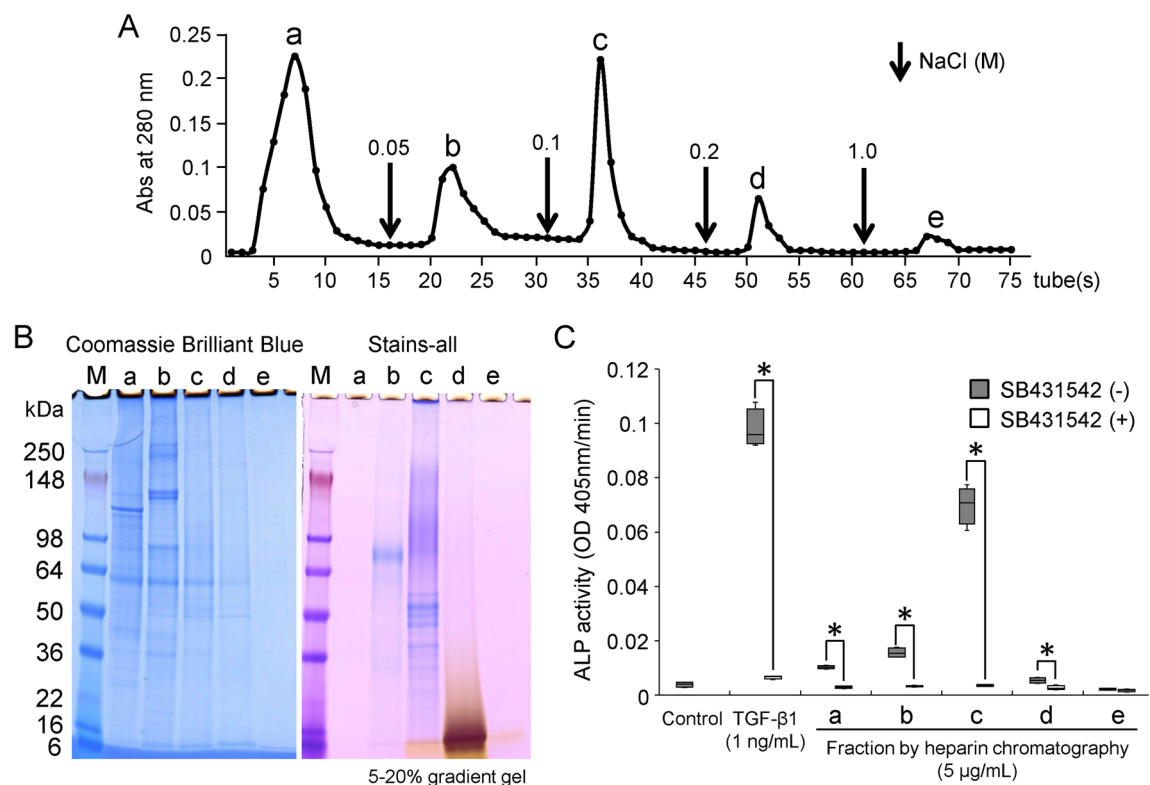 A
Abs at 280 nm
0.25
0.2
0.15
0.1
0.05
0
a
b
c
d
e
0.05
0.1
0.2
1.0
NaCl (M)
5 10 15 20 25 30 35 40 45 50 55 60 65 70 75 tube(s)
B
Coomassie Brilliant Blue
M a b c d e
Stains-all
M a b c d e
kDa
250
148
98
64
50
36
22
16
6
5-20% gradient gel
C
ALP activity (OD 405nm/min)
0.12
0.1
0.08
0.06
0.04
0.02
0
SB431542 (-)
SB431542 (+)
*
*
*
*
*
Control
TGF-β1
(1 ng/mL)
a b c d e
Fraction by heparin chromatography
(5 μg/mL)